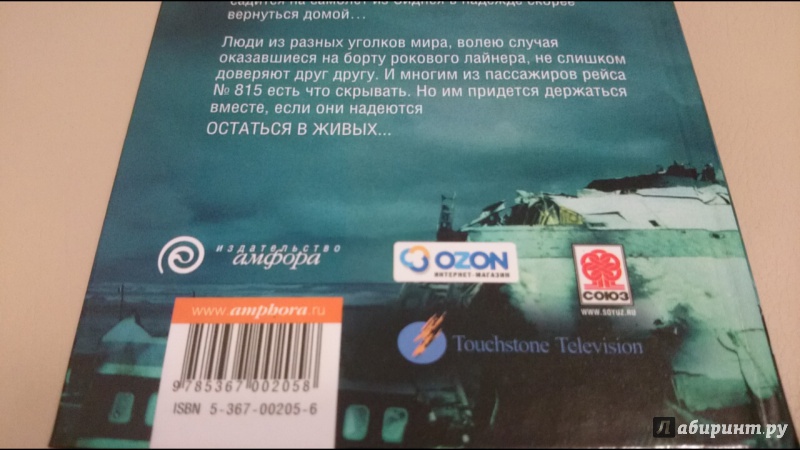 садится на самолет из Сиднея в надежде скорее
вернуться домой...
Люди из разных уголков мира, волею случая
оказавшиеся на борту рокового лайнера, не слишком
доверяют друг другу. И многим из пассажиров рейса
№ 815 есть что скрывать. Но им придется держаться
вместе, если они надеются
ОСТАТЬСЯ В ЖИВЫХ...
издательство
амфора
OZON
ИНТЕРНЕТ-МАГАЗИН
СОЮЗ
WWW.SOYUZ.RU
www.amphora.ru
Touchstone Television
9 785367 002058
ISBN 5-367-00205-6
Лабиринт.ру